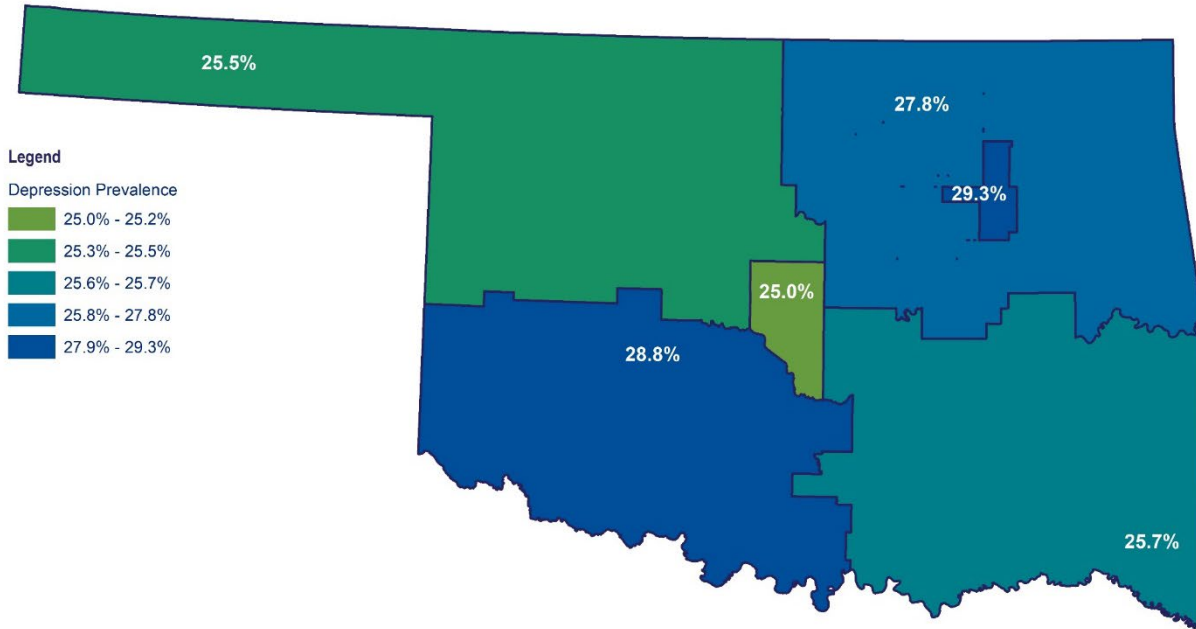 25.5%
27.8%
Legend
Depression Prevalence
25.0% - 25.2%
25.3% - 25.5%
25.6% - 25.7%
25.8% - 27.8%
27.9% - 29.3%
29.3%
25.0%
28.8%
25.7%